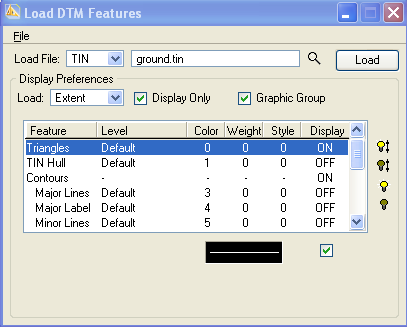 Load DTM Features
File
Load File: TIN ground.tin Load
Display Preferences
Load: Extent Display Only Graphic Group
Feature Level Color Weight Style Display
Triangles Default 0 0 0 ON
TIN Hull Default 1 0 0 OFF
Contours - - - - ON
Major Lines Default 3 0 0 OFF
Major Label Default 4 0 0 OFF
Minor Lines Default 5 0 0 OFF